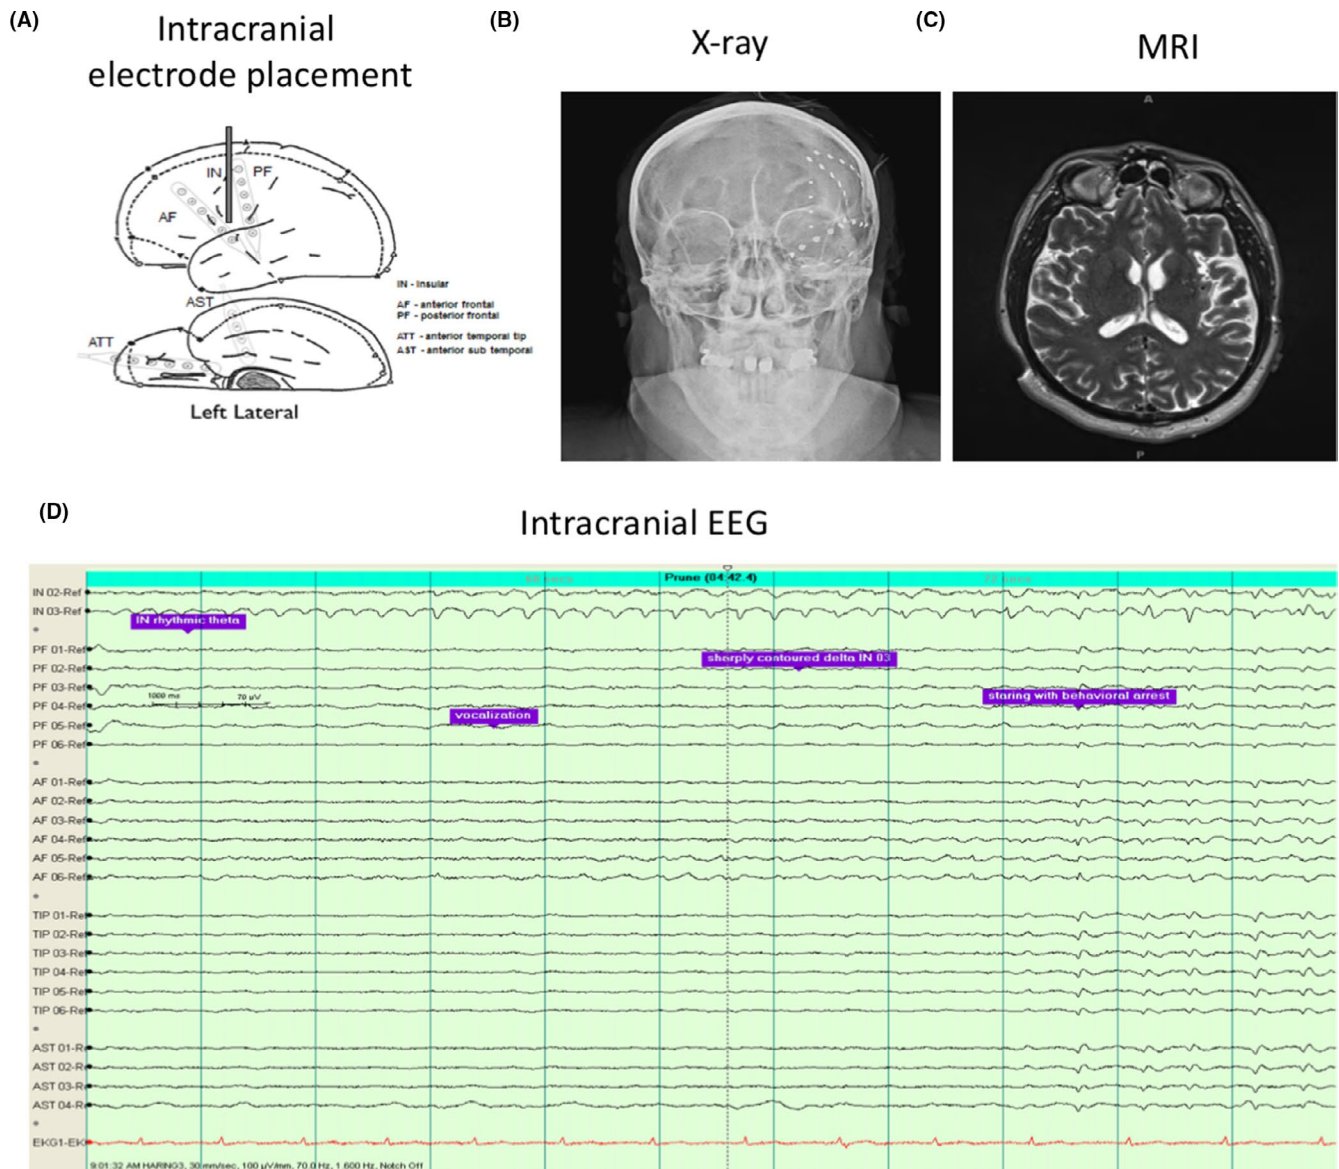 (A)
Intracranial
electrode placement
IN
PF
AF
AST
ATT
IN - Insular
AF - anterior frontal
PF - posterior frontal
ATT - anterior temporal tip
AST - anterior sub temporal
Left Lateral
(B)
X-ray
(C)
MRI
A
P
(D)
Intracranial EEG
Prune (04:42.4)
IN 02-Ref
IN 03-Ref
IN rhythmic theta
PF 01-Ref
sharply contoured delta IN 03
PF 02-Ref
PF 03-Ref
1000 ms 70 µV
staring with behavioral arrest
PF 04-Ref
vocalization
PF 05-Ref
PF 06-Ref
AF 01-Ref
AF 02-Ref
AF 03-Ref
AF 04-Ref
AF 05-Ref
AF 06-Ref
TIP 01-Re
TIP 02-Re
TIP 03-Re
TIP 04-Re
TIP 05-Re
TIP 06-Re
AST 01-R
AST 02-R
AST 03-R
AST 04-R
EKG1-EK
9:01:32 AM HARING3, 30 mm/sec, 100 µV/mm, 70.0 Hz, 1.600 Hz, Notch Off